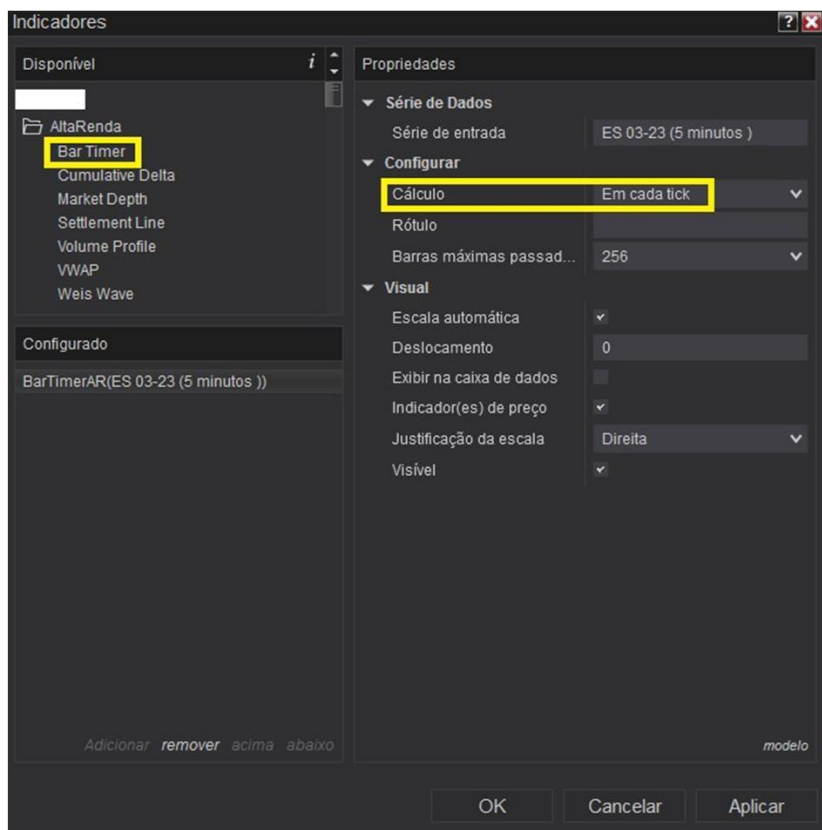 Indicadores
Disponível
AltaRenda
Bar Timer
Cumulative Delta
Market Depth
Settlement Line
Volume Profile
VWAP
Weis Wave
Configurado
BarTimerAR(ES 03-23 (5 minutos ))
Adicionar remover acima abaixo
Propriedades
Série de Dados
Série de entrada ES 03-23 (5 minutos )
Configurar
Cálculo Em cada tick
Rótulo
Barras máximas passad... 256
Visual
Escala automática
Deslocamento 0
Exibir na caixa de dados
Indicador(es) de preço
Justificação da escala Direita
Visível
modelo
OK Cancelar Aplicar